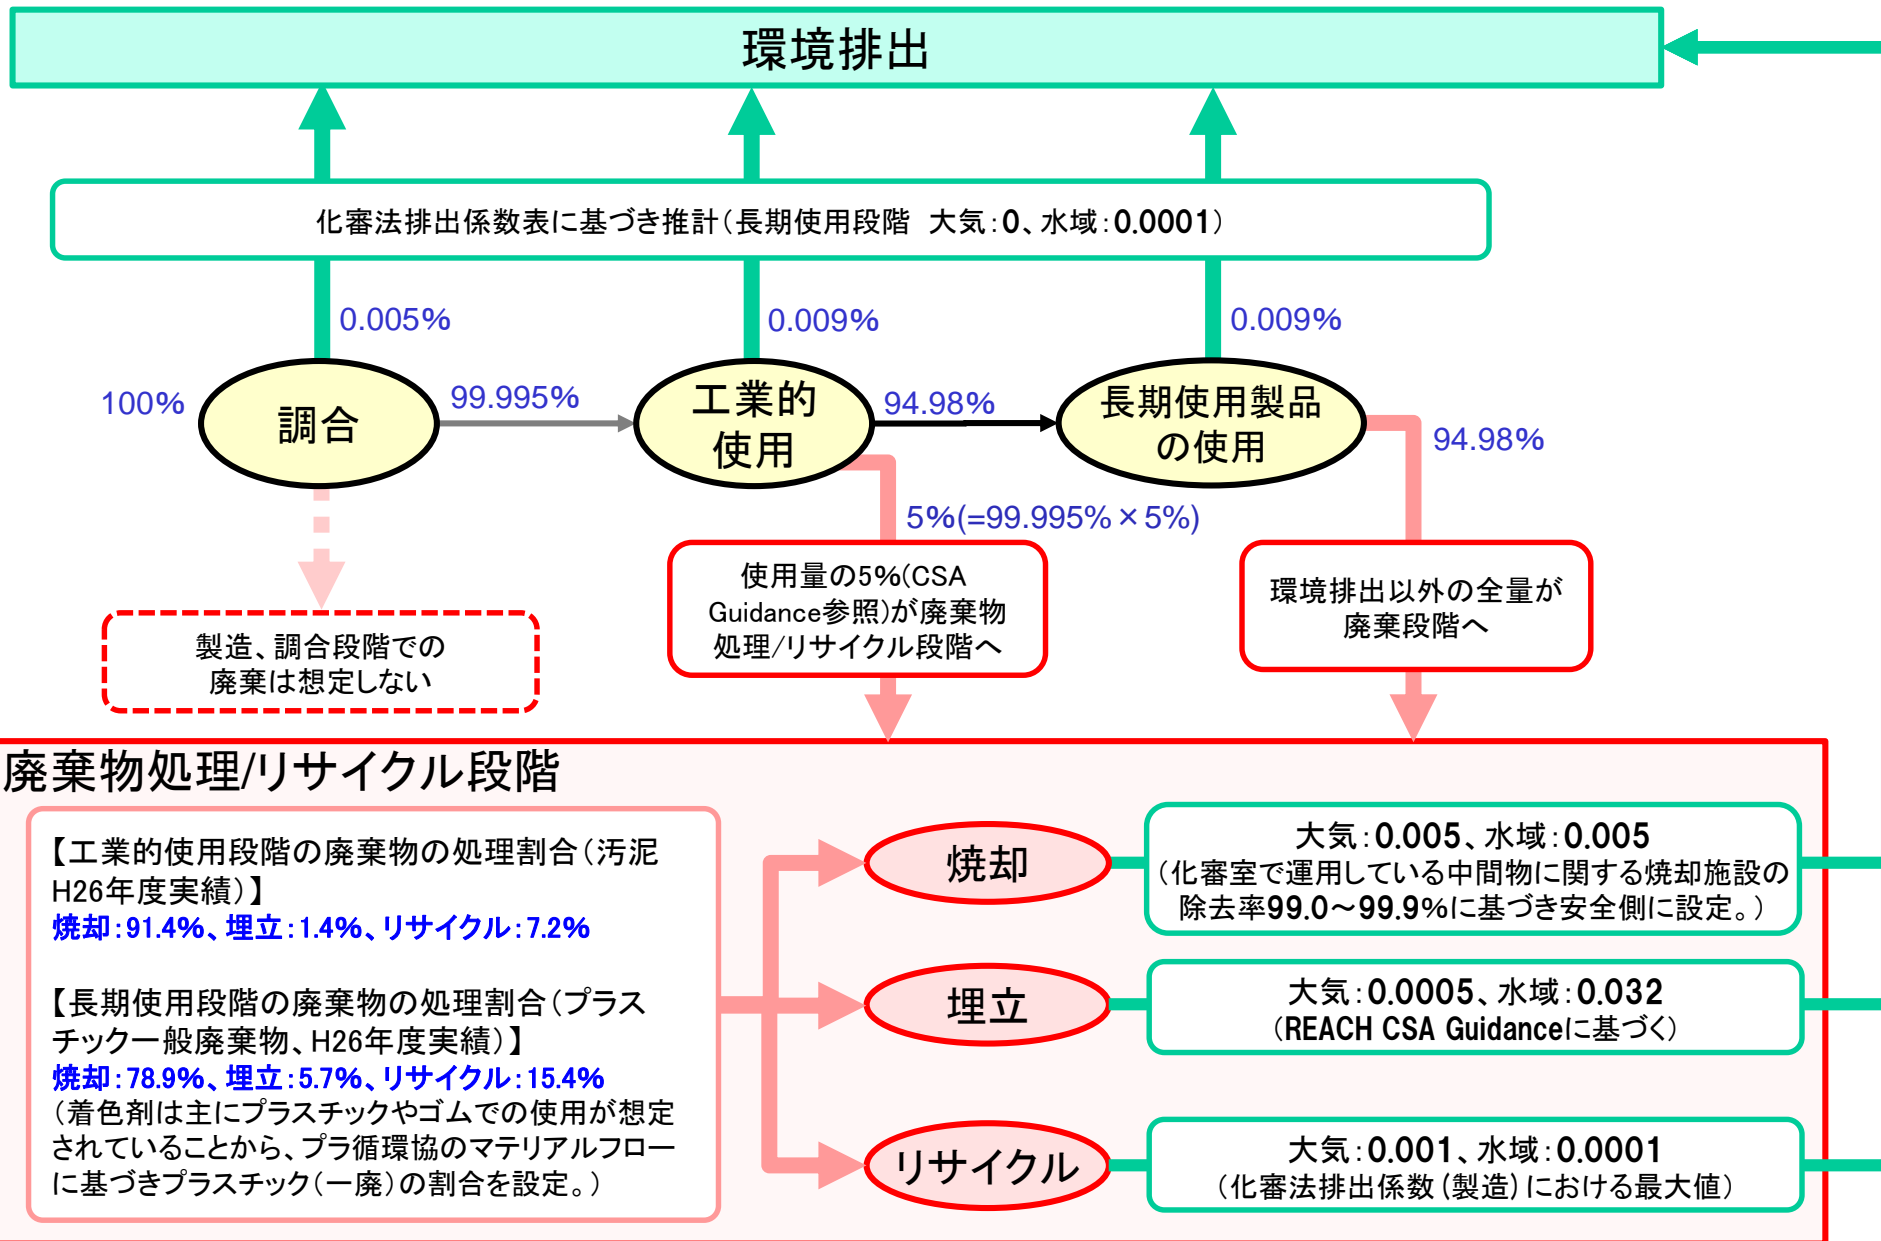 環境排出
化審法排出係数表に基づき推計(長期使用段階 大気:0、水域:0.0001)
0.005%
0.009%
0.009%
100%
調合
99.995%
工業的
使用
94.98%
長期使用製品
の使用
94.98%
5%(=99.995%×5%)
製造、調合段階での
廃棄は想定しない
使用量の5%(CSA
Guidance参照)が廃棄物
処理/リサイクル段階へ
環境排出以外の全量が
廃棄段階へ
廃棄物処理/リサイクル段階
【工業的使用段階の廃棄物の処理割合(汚泥
H26年度実績)】
焼却:91.4%、埋立:1.4%、リサイクル:7.2%
【長期使用段階の廃棄物の処理割合(プラス
チック一般廃棄物、H26年度実績)】
焼却:78.9%、埋立:5.7%、リサイクル:15.4%
(着色剤は主にプラスチックやゴムでの使用が想定
されていることから、プラ循環協のマテリアルフロー
に基づきプラスチック(一廃)の割合を設定。)
焼却
大気:0.005、水域:0.005
(化審室で運用している中間物に関する焼却施設の
除去率99.0~99.9%に基づき安全側に設定。)
埋立
大気:0.0005、水域:0.032
(REACH CSA Guidanceに基づく)
リサイクル
大気:0.001、水域:0.0001
(化審法排出係数(製造)における最大値)